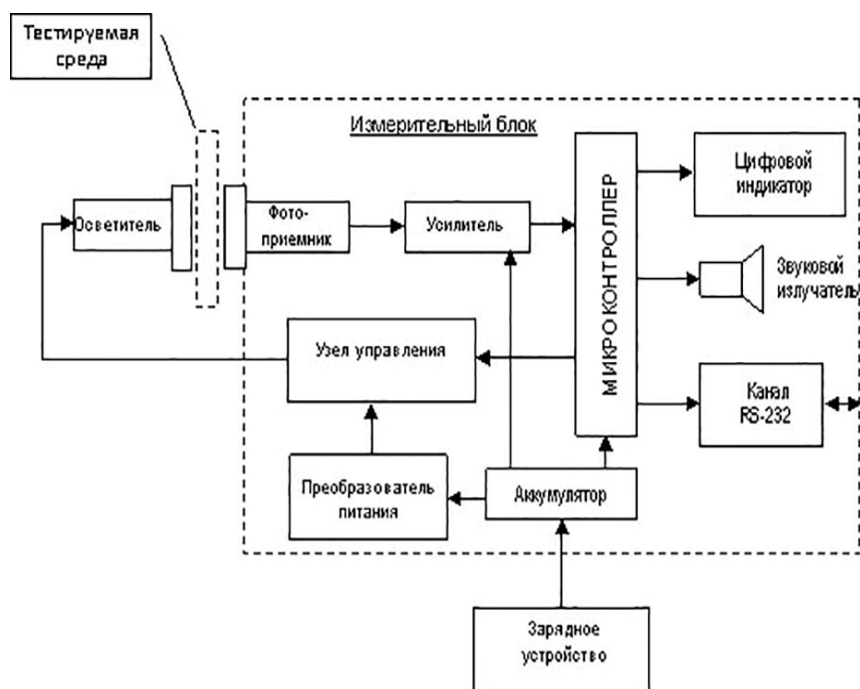 Тестируемая
среда
Измерительный блок
Осветитель
Фото-
приемник
Усилитель
МИКРОКОНТРОЛЛЕР
Цифровой
индикатор
Звуковой
излучатель
Узел управления
Канал
RS-232
Преобразователь
питания
Аккумулятор
Зарядное
устройство